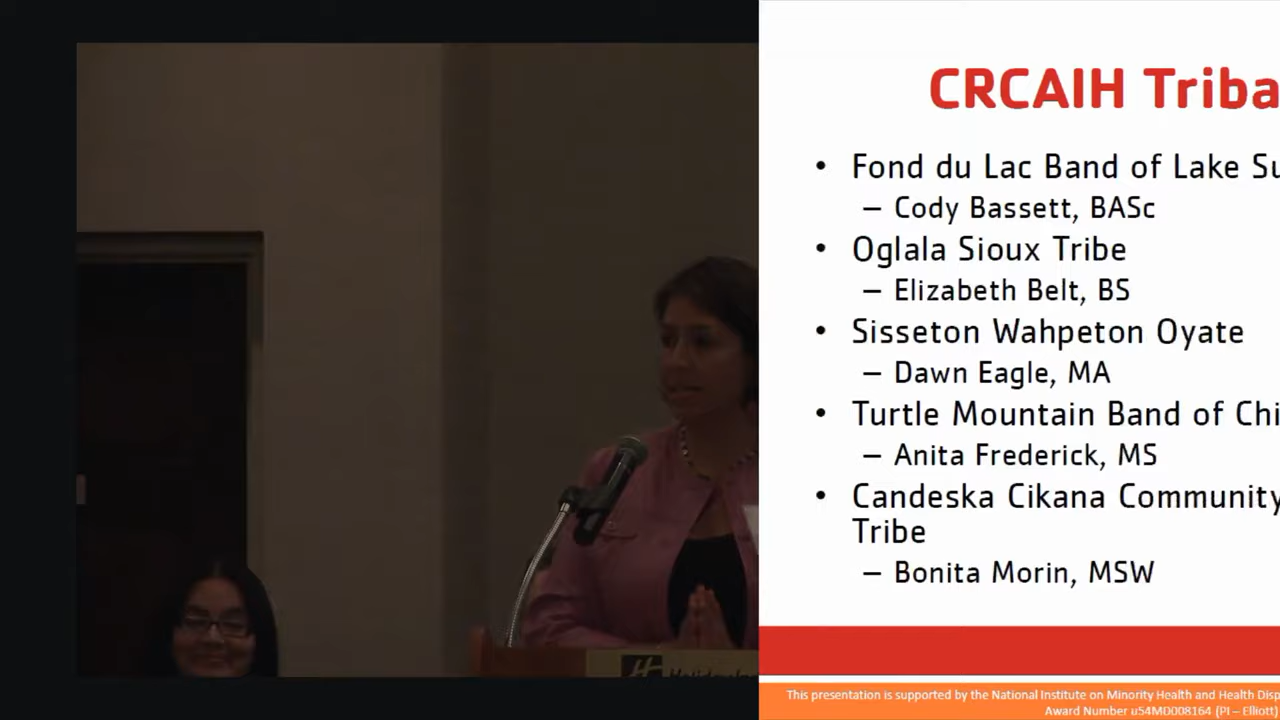 CRCAIH Triba
• Fond du Lac Band of Lake Su
– Cody Bassett, BASc
• Oglala Sioux Tribe
– Elizabeth Belt, BS
• Sisseton Wahpeton Oyate
– Dawn Eagle, MA
• Turtle Mountain Band of Chi
– Anita Frederick, MS
• Candeska Cikana Community
Tribe
– Bonita Morin, MSW
This presentation is supported by the National Institute on Minority Health and Health Disp
Award Number u54MD008164 (PI – Elliott)